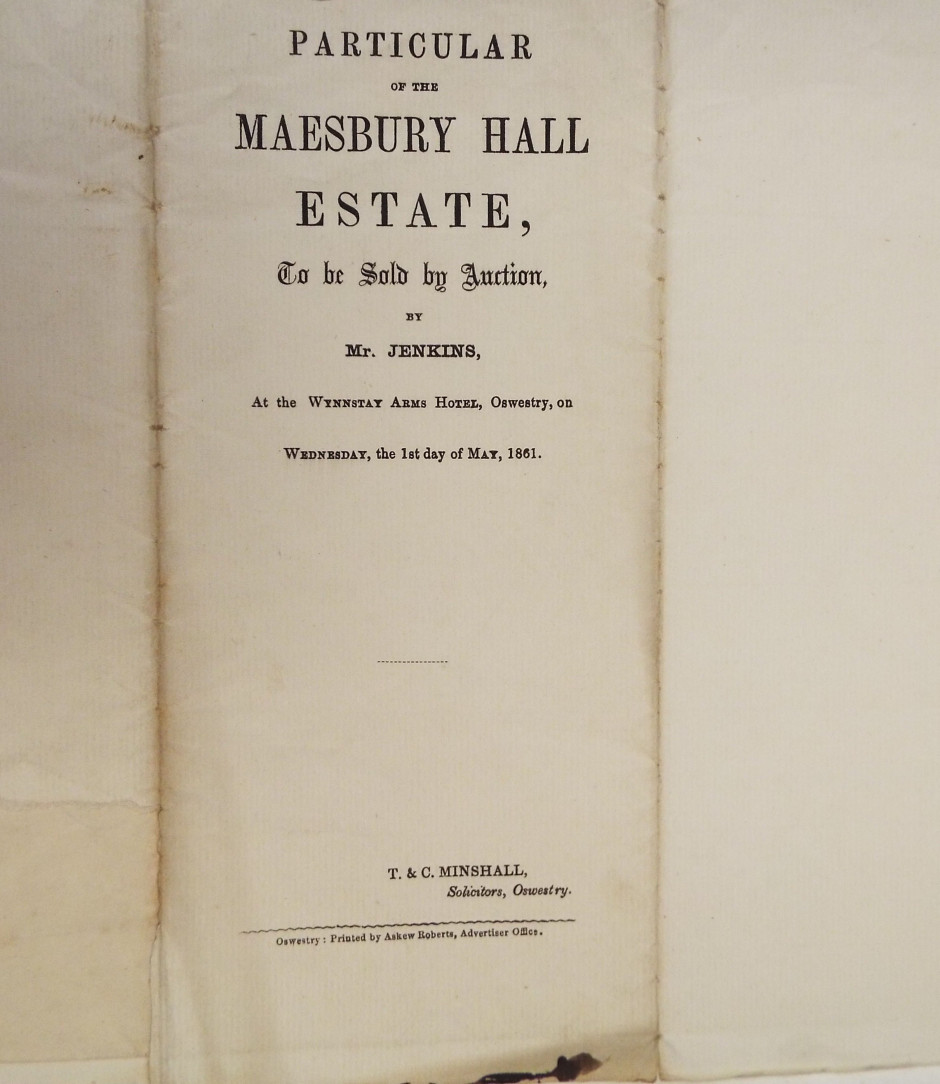 PARTICULAR
OF THE
MAESBURY HALL
ESTATE,
To be Sold by Auction,
BY
Mr. JENKINS,
At the WYNNSTAY ARMS HOTEL, Oswestry, on
WEDNESDAY, the 1st day of MAY, 1861.
T. & C. MINSHALL,
Solicitors, Oswestry.
Oswestry: Printed by Askew Roberts, Advertiser Office.